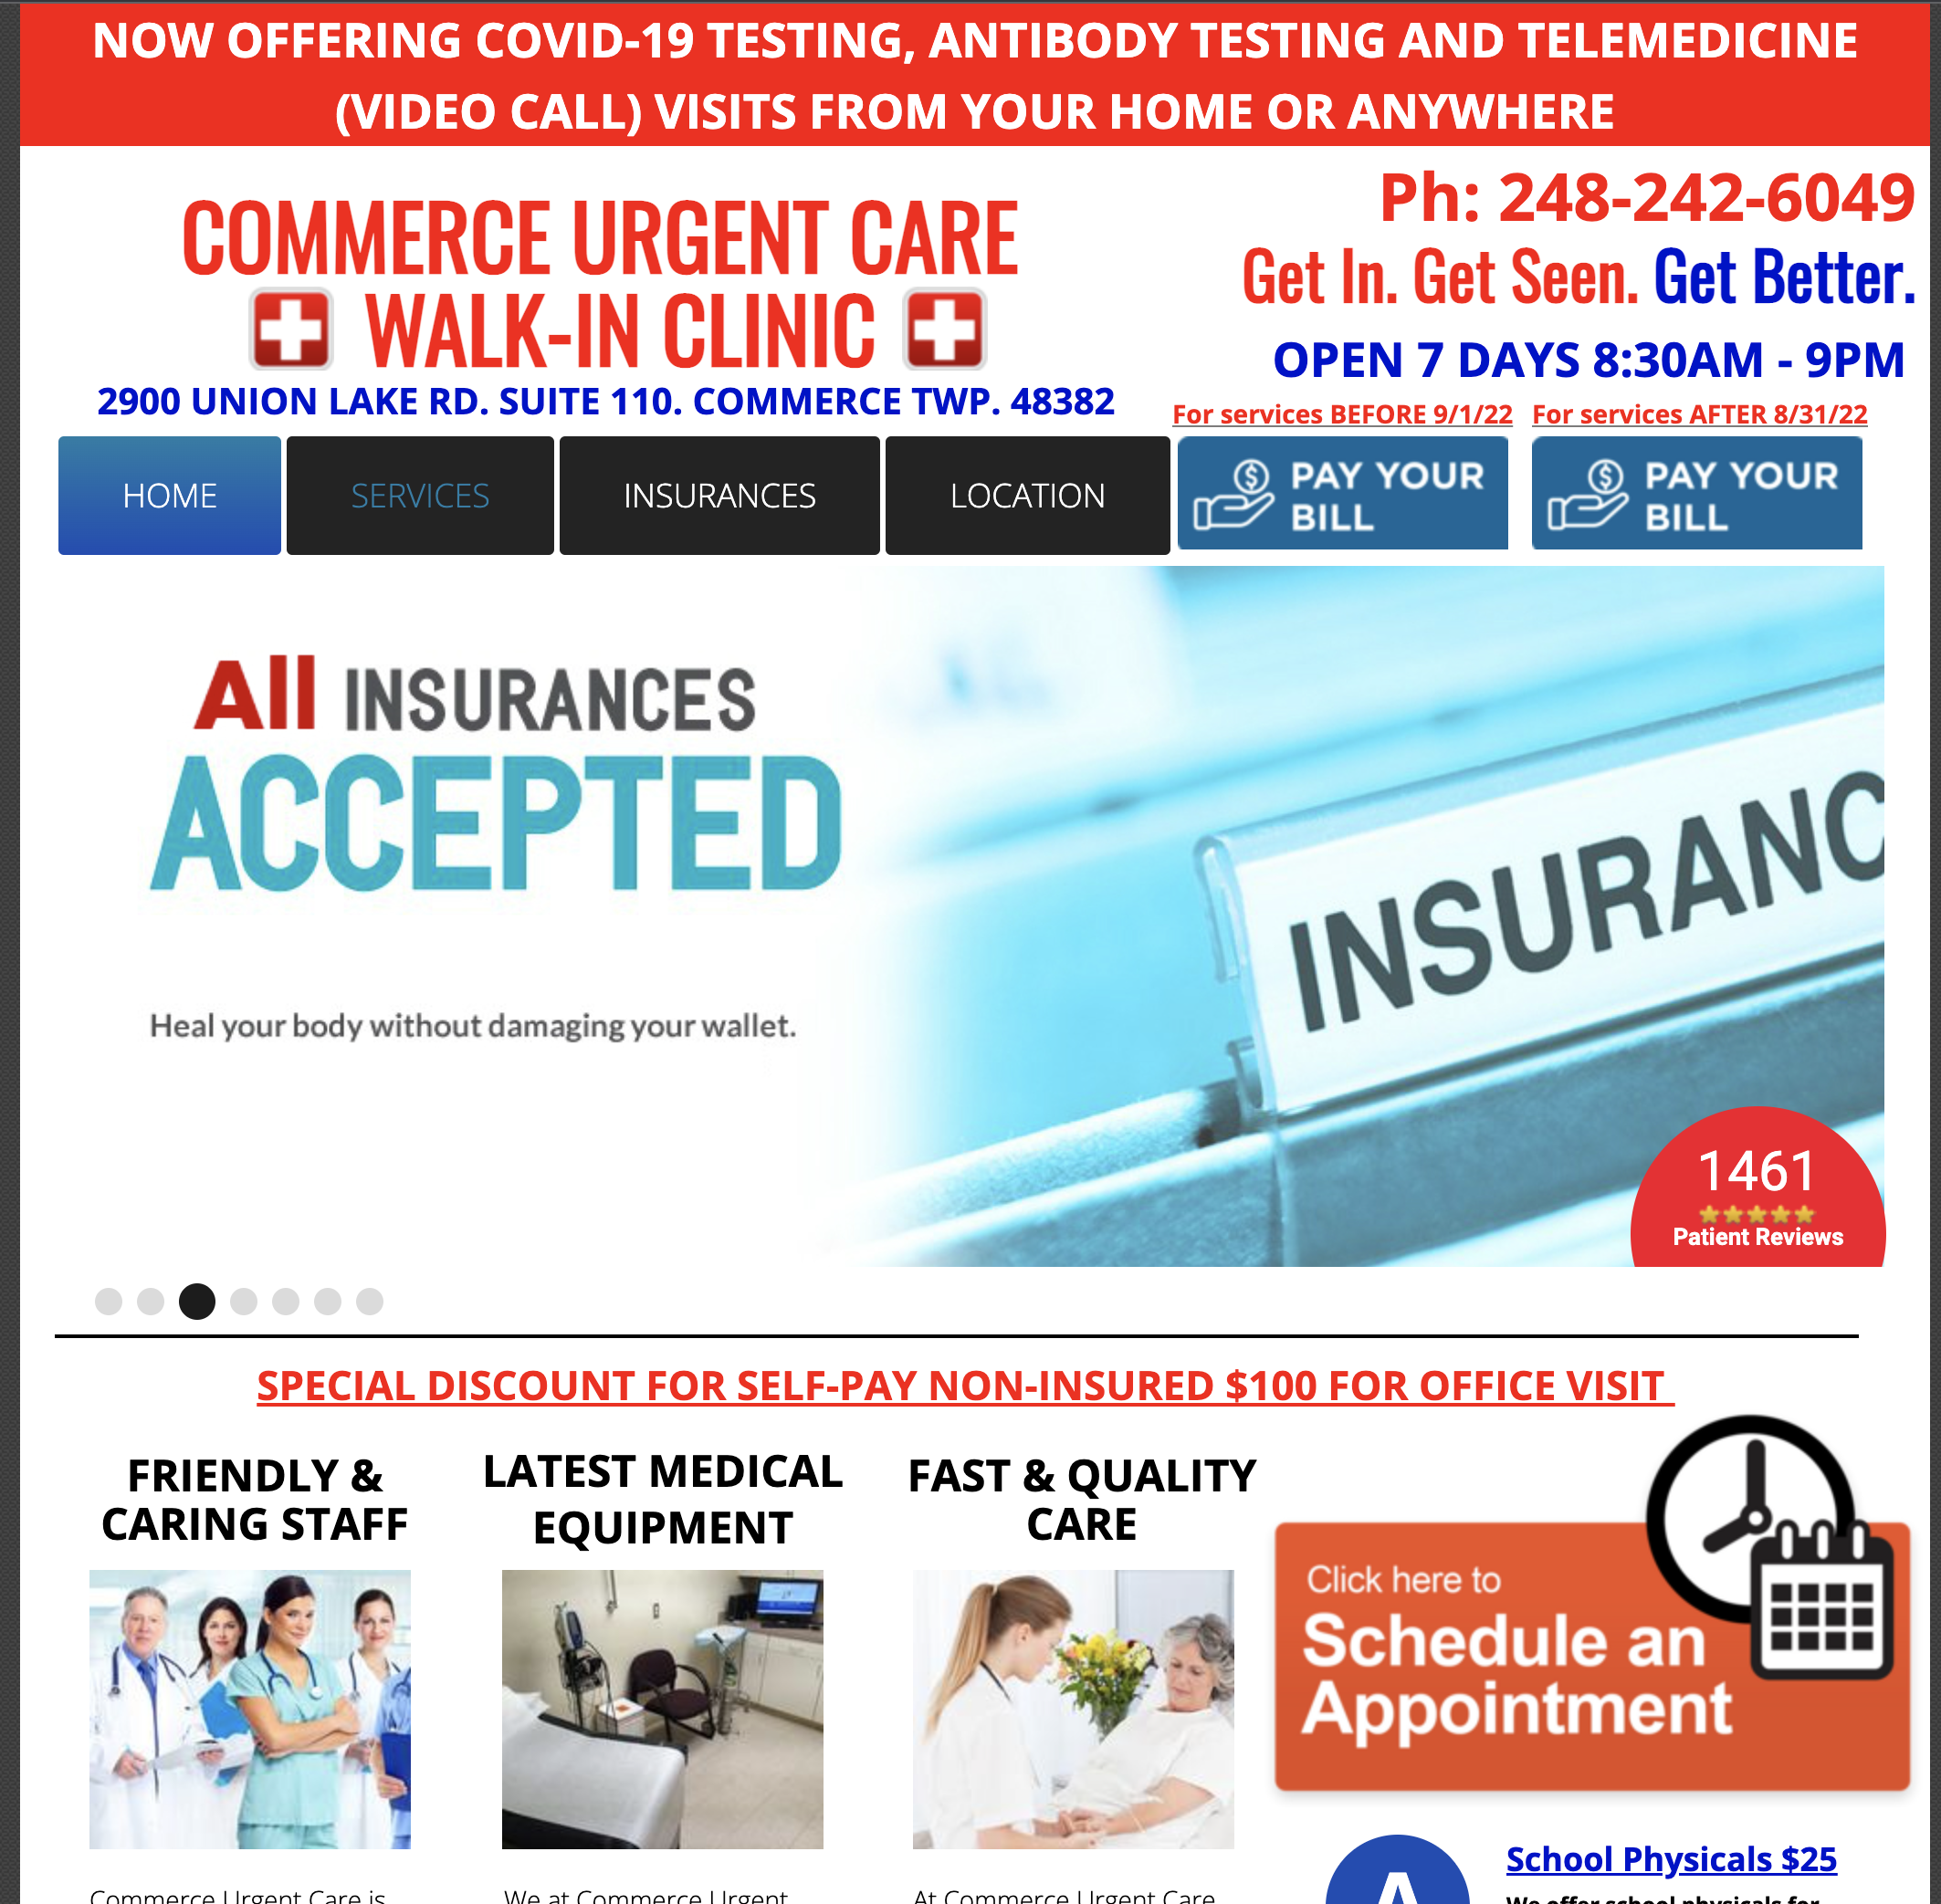 NOW OFFERING COVID-19 TESTING, ANTIBODY TESTING AND TELEMEDICINE
(VIDEO CALL) VISITS FROM YOUR HOME OR ANYWHERE
COMMERCE URGENT CARE
WALK-IN CLINIC
2900 UNION LAKE RD. SUITE 110. COMMERCE TWP. 48382
Ph: 248-242-6049
Get In. Get Seen. Get Better.
OPEN 7 DAYS 8:30AM - 9PM
For services BEFORE 9/1/22
For services AFTER 8/31/22
HOME
SERVICES
INSURANCES
LOCATION
PAY YOUR
BILL
PAY YOUR
BILL
All INSURANCES
ACCEPTED
Heal your body without damaging your wallet.
INSURANC
1461
Patient Reviews
SPECIAL DISCOUNT FOR SELF-PAY NON-INSURED $100 FOR OFFICE VISIT
FRIENDLY &
CARING STAFF
LATEST MEDICAL
EQUIPMENT
FAST & QUALITY
CARE
Click here to
Schedule an
Appointment
School Physicals $25
A
We offer school physicals for
Commerce Urgent Care is
We at Commerce Urgent
At Commerce Urgent Care